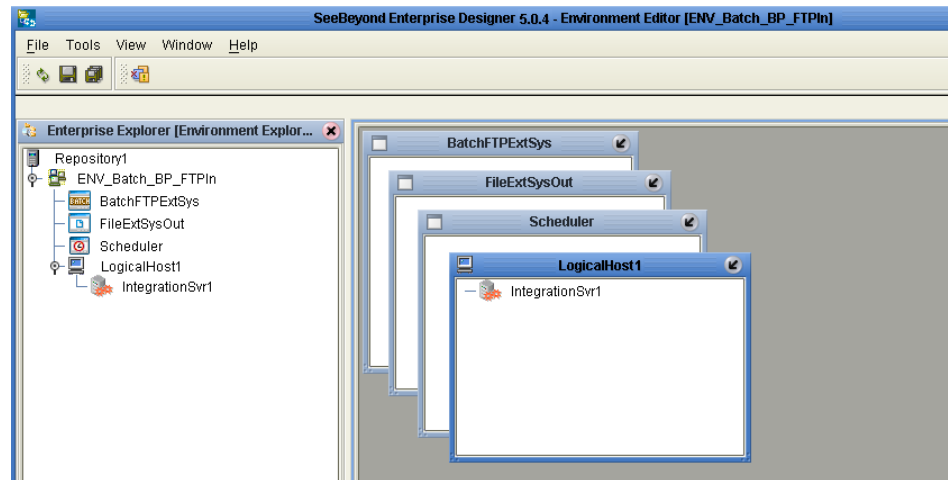 SeeBeyond Enterprise Designer 5.0.4 - Environment Editor [ENV_Batch_BP_FTPIn]
File Tools View Window Help
Enterprise Explorer [Environment Explor...
Repository1
ENV_Batch_BP_FTPIn
BatchFTPExtSys
FileExtSysOut
Scheduler
LogicalHost1
IntegrationSvr1
BatchFTPExtSys
FileExtSysOut
Scheduler
LogicalHost1
IntegrationSvr1